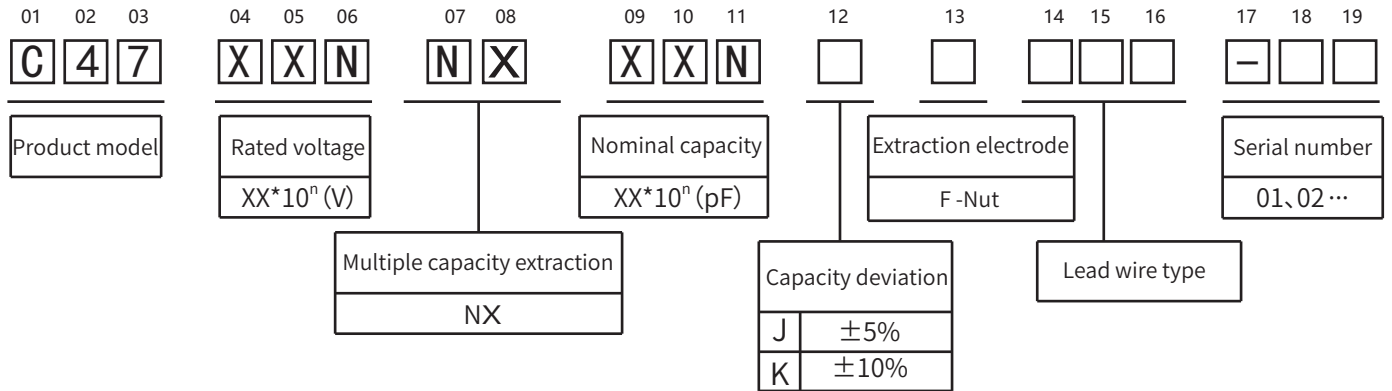 01 02 03 04 05 06 07 08 09 10 11 12 13 14 15 16 17 18 19
C 4 7 X X N N X X X N -
Product model
Rated voltage
XX*10ⁿ (V)
Nominal capacity
XX*10ⁿ (pF)
Extraction electrode
F -Nut
Serial number
01、02…
Multiple capacity extraction
NX
Capacity deviation
J ±5%
K ±10%
Lead wire type